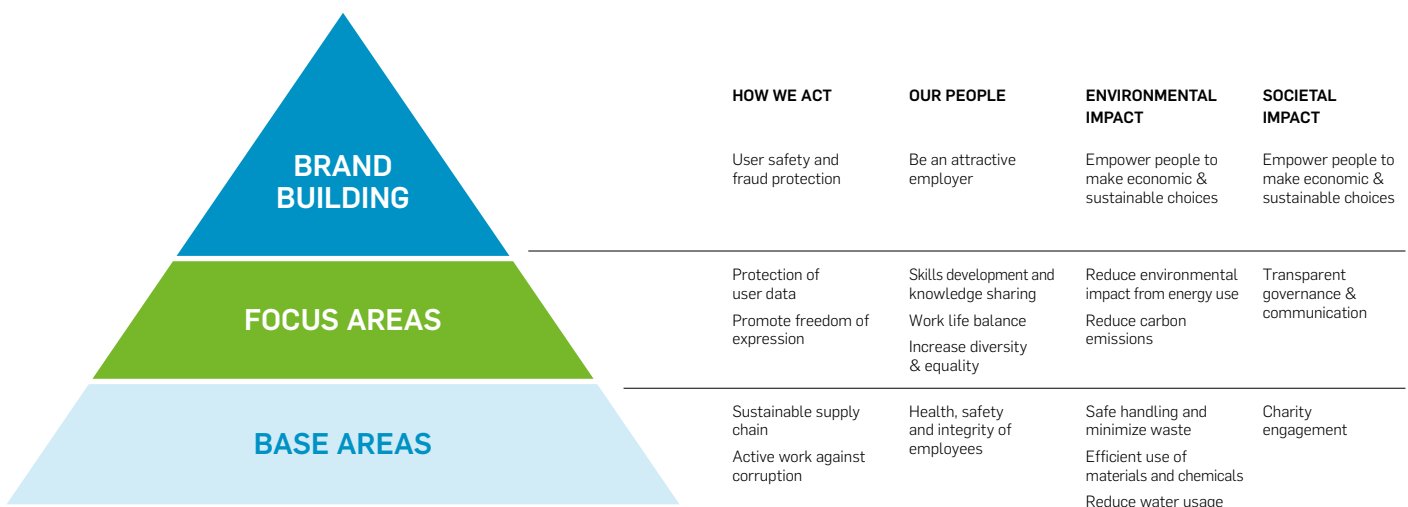 BRAND
BUILDING
FOCUS AREAS
BASE AREAS
HOW WE ACT
User safety and
fraud protection
Protection of
user data
Promote freedom of
expression
Sustainable supply
chain
Active work against
corruption
OUR PEOPLE
Be an attractive
employer
Skills development and
knowledge sharing
Work life balance
Increase diversity
& equality
Health, safety
and integrity of
employees
ENVIRONMENTAL
IMPACT
Empower people to
make economic &
sustainable choices
Reduce environmental
impact from energy use
Reduce carbon
emissions
Safe handling and
minimize waste
Efficient use of
materials and chemicals
Reduce water usage
SOCIETAL
IMPACT
Empower people to
make economic &
sustainable choices
Transparent
governance &
communication
Charity
engagement